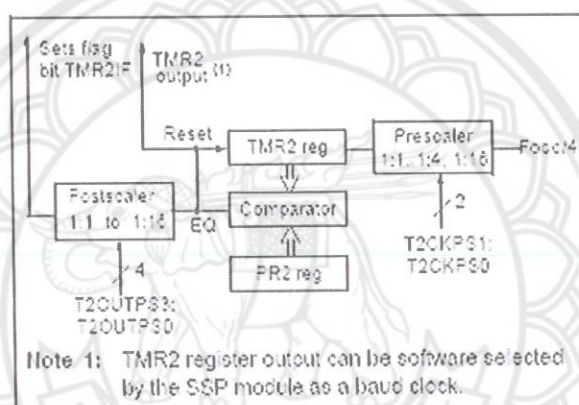 Sets flag
bit TMR2IF
TMR2
output (1)
Reset
TMR2 reg
Prescaler
1:1, 1:4, 1:16
Fosc/4
2
T2CKPS1:
T2CKPS0
Postscaler
1:1 to 1:16
EQ
Comparator
4
PR2 reg
T2OUTPS3:
T2OUTPS0
Note 1: TMR2 register output can be software selected
by the SSP module as a baud clock.